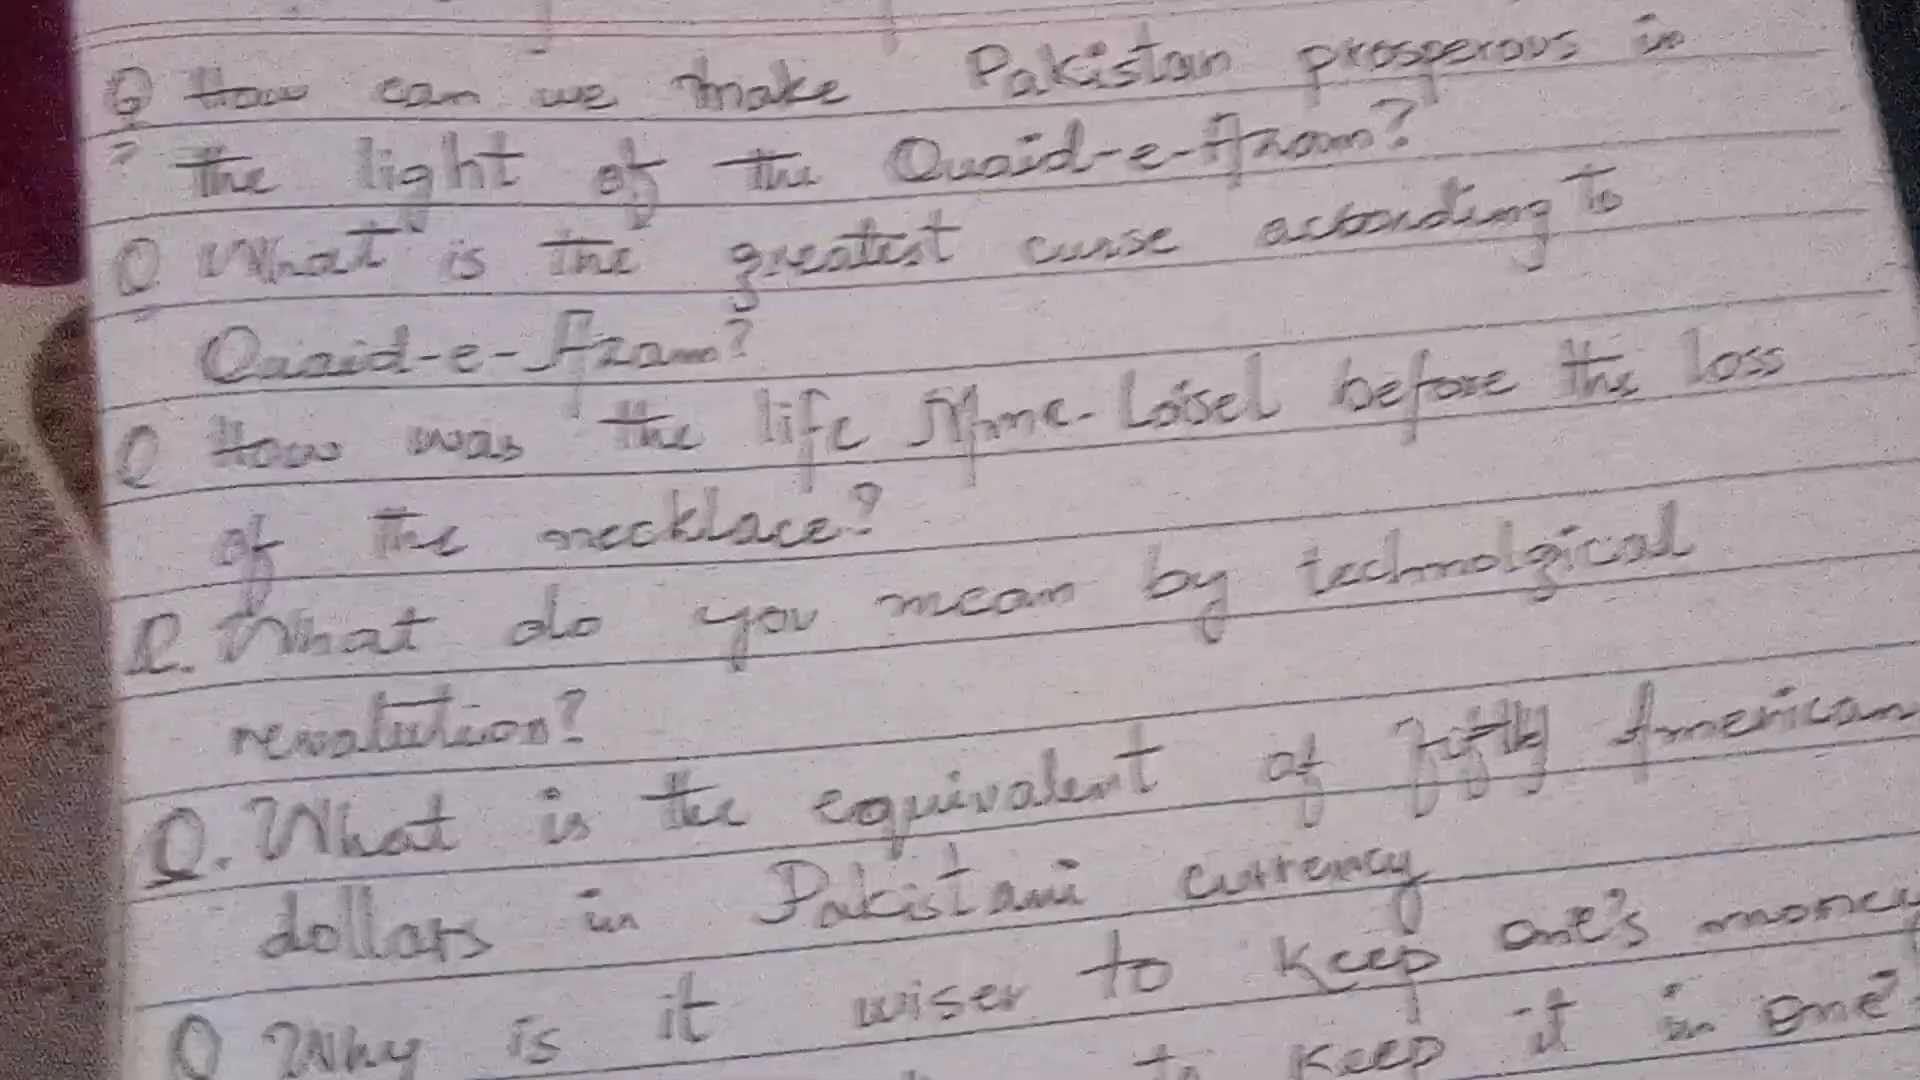 Q How can we make Pakistan prosperous in
the light of the Quaid-e-Azam?
Q What is the greatest curse according to
Quaid-e-Azam?
Q How was the life Mme-Loisel before the loss
of the necklace?
Q. What do you mean by technolgical
revolution?
Q. What is the equivalent of fifty American
dollars in Pakistani currency
Q Why is it wiser to keep one's money
to keep it in one's